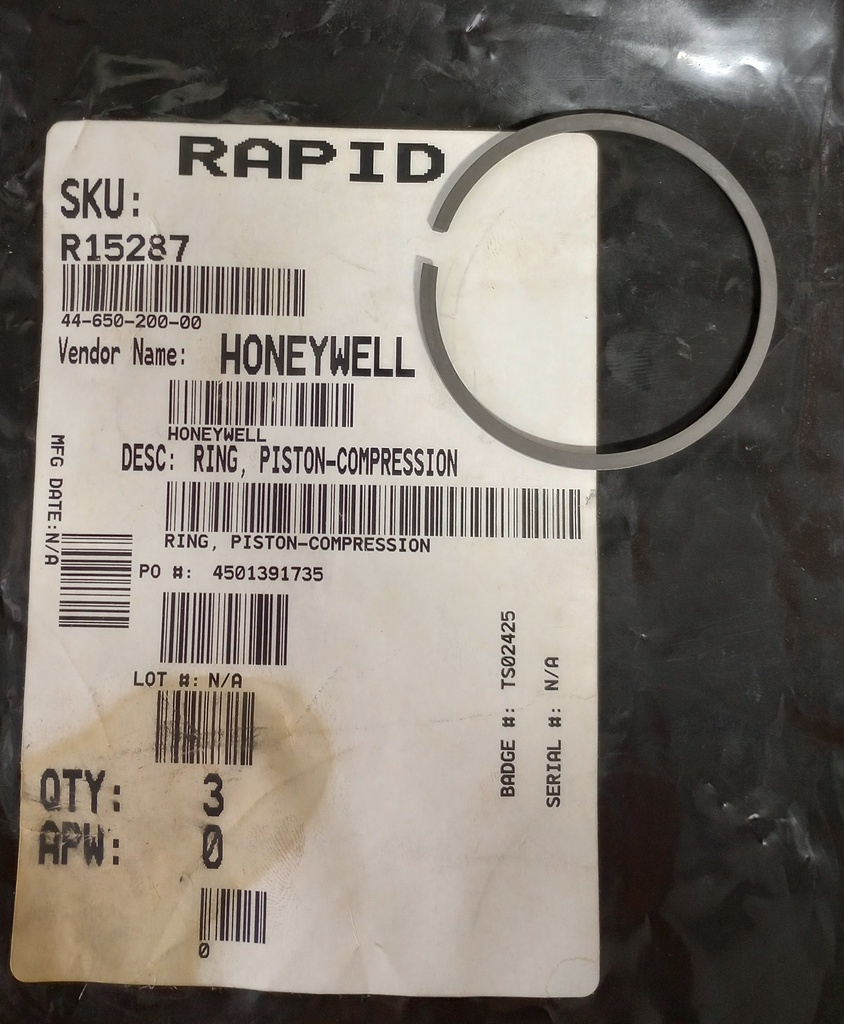 RAPID
SKU:
R15287
44-650-200-00
Vendor Name: HONEYWELL
HONEYWELL
DESC: RING, PISTON-COMPRESSION
RING, PISTON-COMPRESSION
MFG DATE:N/A
PO #: 4501391735
LOT #: N/A
BADGE #: TS02425
SERIAL #: N/A
QTY: 3
APW: 0
0